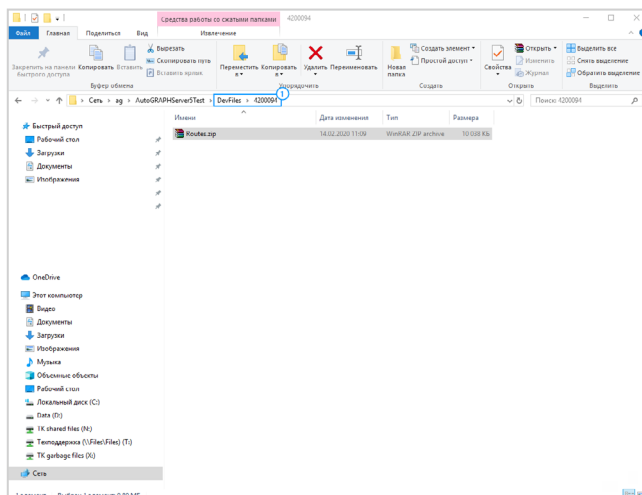 Средства работы со сжатыми папками 4200094
Файл Главная Поделиться Вид Извлечение
Закрепить на панели быстрого доступа
Копировать
Вставить
Вырезать
Скопировать путь
Вставить ярлык
Буфер обмена
Переместить в
Копировать в
Удалить
Переименовать
Упорядочить
Новая папка
Создать элемент
Простой доступ
Создать
Свойства
Открыть
Изменить
Журнал
Открыть
Выделить все
Снять выделение
Обратить выделение
Выделить
Сеть ag AutoGRAPHServer5Test DevFiles 4200094
1
Поиск: 4200094
Имя Дата изменения Тип Размер
Routes.zip 14.02.2020 11:09 WinRAR ZIP archive 10 033 КБ
Быстрый доступ
Рабочий стол
Загрузки
Документы
Изображения
OneDrive
Этот компьютер
Видео
Документы
Загрузки
Изображения
Музыка
Объемные объекты
Рабочий стол
Локальный диск (C:)
Data (D:)
TK shared files (N:)
Техподдержка (\\Files\Files) (T:)
TK garbage files (X:)
Сеть